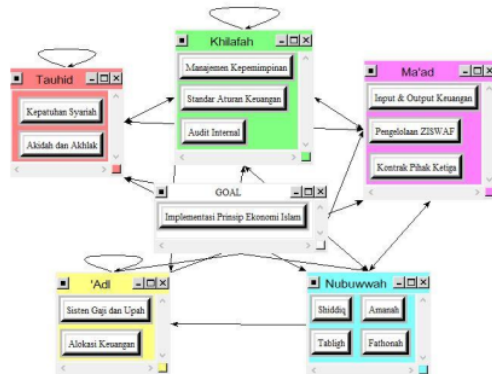 Khilafah
Manajemen Kepemimpinan
Standar Aturan Keuangan
Audit Internal
Tauhid
Kepatuhan Syariah
Akidah dan Akhlak
Ma'ad
Input & Output Keuangan
Pengelolaan ZISWAF
Kontrak Pihak Ketiga
GOAL
Implementasi Prinsip Ekonomi Islam
'Adl
Sisten Gaji dan Upah
Alokasi Keuangan
Nubuwwah
Shiddiq
Amanah
Tabligh
Fathonah